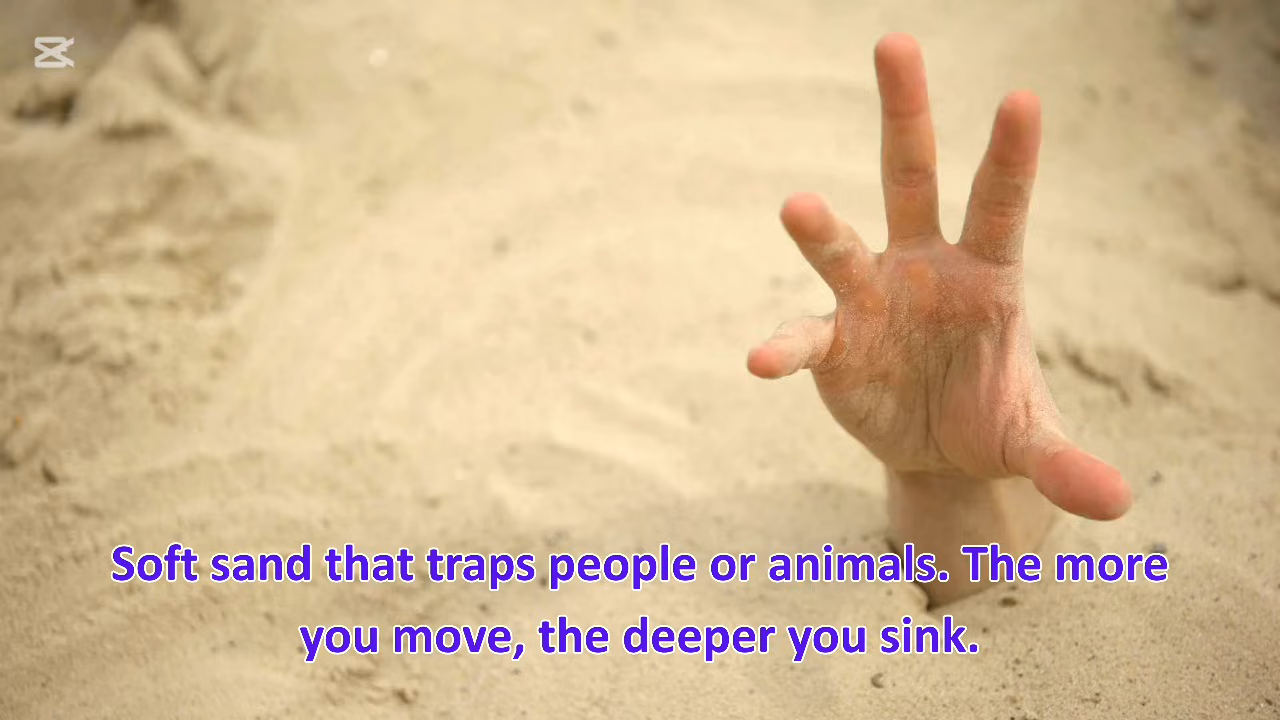 Soft sand that traps people or animals. The more
you move, the deeper you sink.